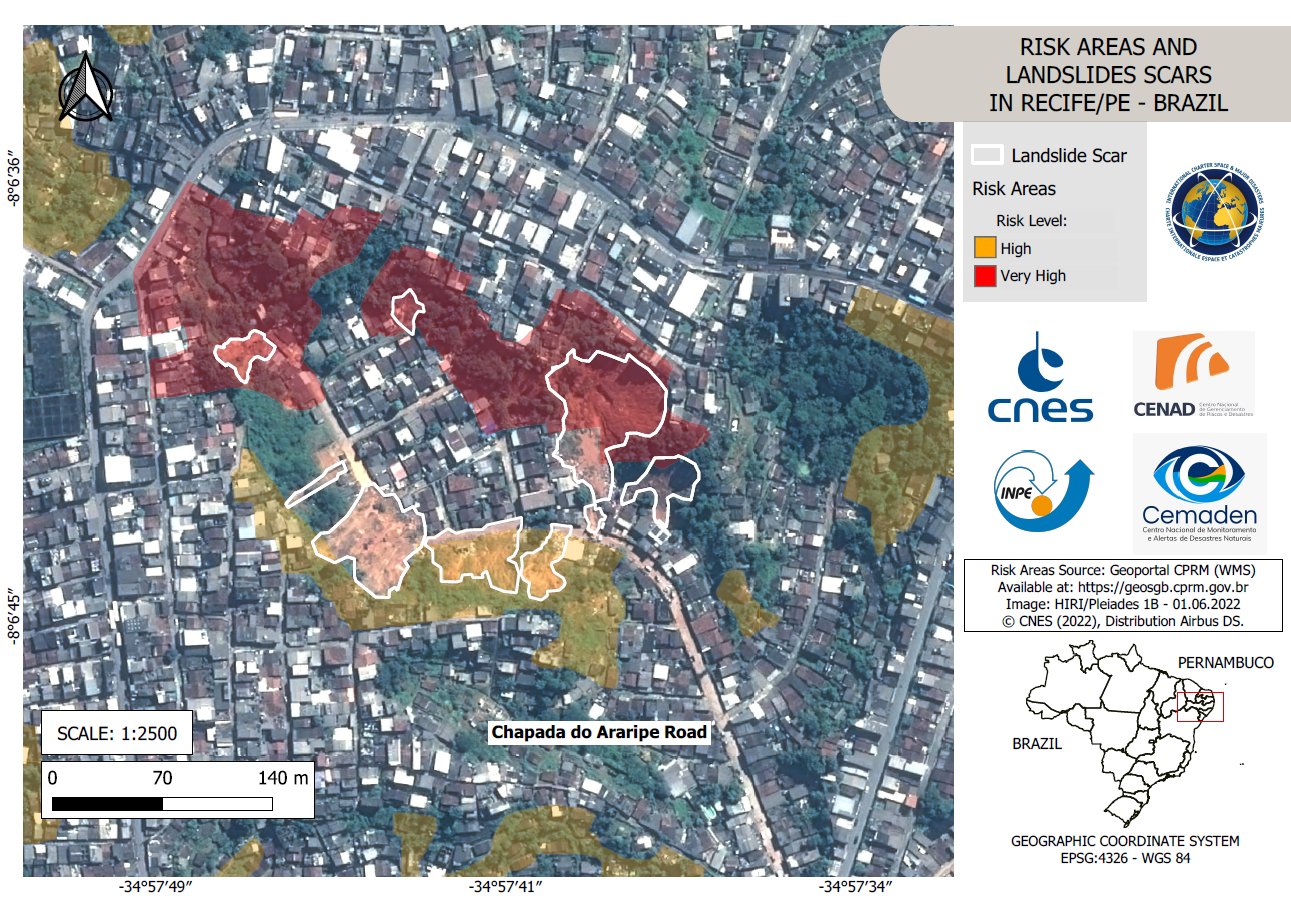 RISK AREAS AND
LANDSLIDES SCARS
IN RECIFE/PE - BRAZIL
Landslide Scar
Risk Areas
Risk Level:
High
Very High
INTERNATIONAL CHARTER SPACE & MAJOR DISASTERS
CHARTE INTERNATIONALE ESPACE ET CATASTROPHES MAJEURES
cnes
CENAD
Centro Nacional
de Gerenciamento
de Riscos e Desastres
INPE
Cemaden
Centro Nacional de Monitoramento
e Alertas de Desastres Naturais
Risk Areas Source: Geoportal CPRM (WMS)
Available at: https://geosgb.cprm.gov.br
Image: HIRI/Pleiades 1B - 01.06.2022
© CNES (2022), Distribution Airbus DS.
PERNAMBUCO
BRAZIL
GEOGRAPHIC COORDINATE SYSTEM
EPSG:4326 - WGS 84
-8°6′36″
-8°6′45″
Chapada do Araripe Road
SCALE: 1:2500
0 70 140 m
-34°57′49″ -34°57′41″ -34°57′34″